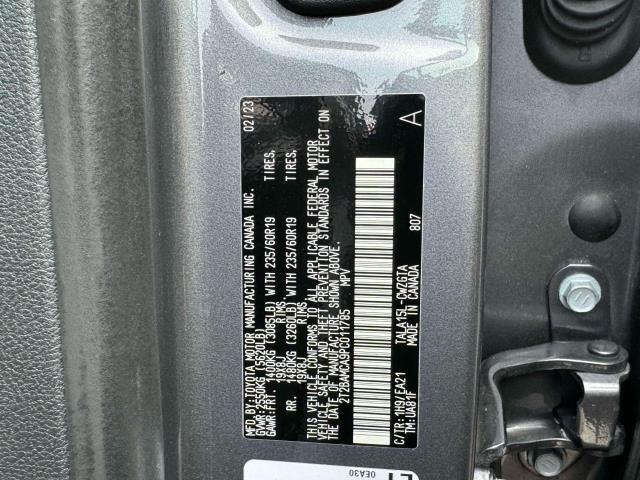 MFD. BY: TOYOTA MOTOR MANUFACTURING CANADA INC. 02/23
GVWR: 2550KG (5620LB)
GAWR: FRT. 1400KG (3085LB) WITH 235/60R19 TIRES,
19X8J RIMS,
RR. 1480KG (3260LB) WITH 235/60R19 TIRES,
19X8J RIMS,
THIS VEHICLE CONFORMS TO ALL APPLICABLE FEDERAL MOTOR
VEHICLE SAFETY AND THEFT PREVENTION STANDARDS IN EFFECT ON
THE DATE OF MANUFACTURE SHOWN ABOVE.
2T2BAMCA9PC011785 MPV
A
C/TR: 1H9/EA21 TALA15L-CWZGTA 807
TM: UA81F MADE IN CANADA
0EA30